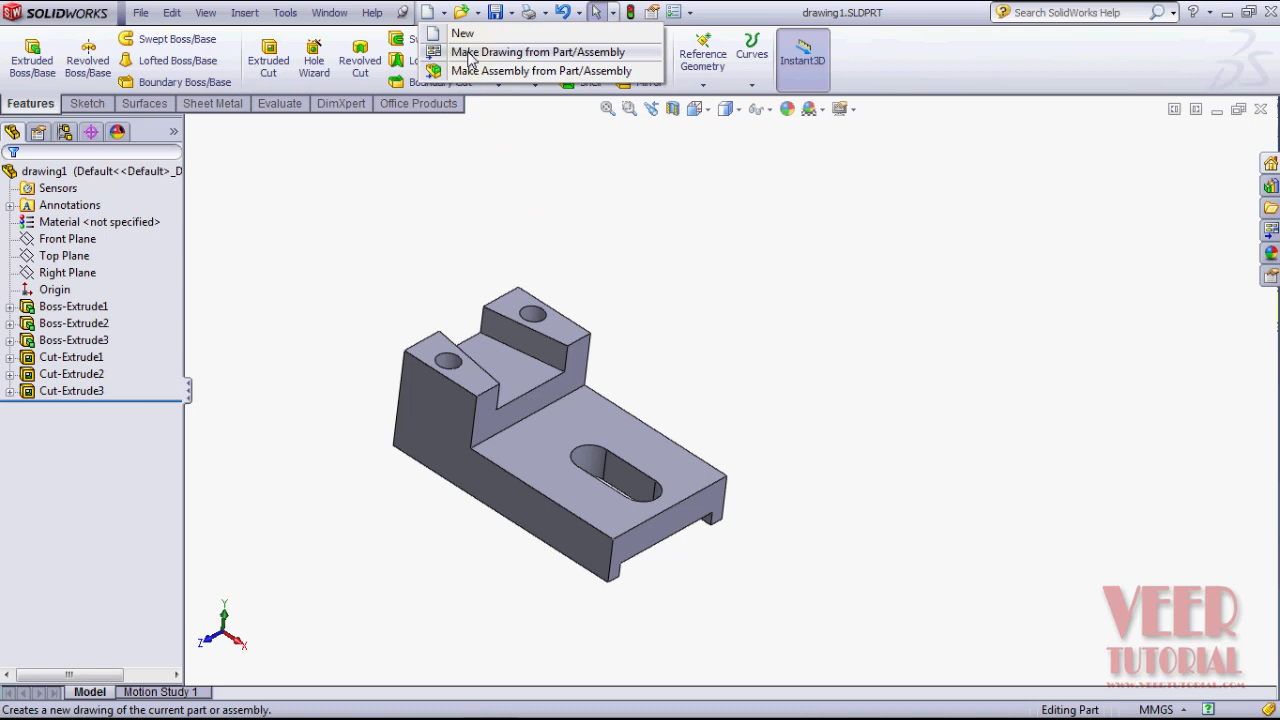 SOLIDWORKS File Edit View Insert Tools Window Help drawing1.SLDPRT Search SolidWorks Help
New
Make Drawing from Part/Assembly
Make Assembly from Part/Assembly
Extruded Boss/Base
Revolved Boss/Base
Swept Boss/Base
Lofted Boss/Base
Boundary Boss/Base
Extruded Cut
Hole Wizard
Revolved Cut
Reference Geometry
Curves
Instant3D
Features Sketch Surfaces Sheet Metal Evaluate DimXpert Office Products
drawing1 (Default<<Default>_D
Sensors
Annotations
Material <not specified>
Front Plane
Top Plane
Right Plane
Origin
Boss-Extrude1
Boss-Extrude2
Boss-Extrude3
Cut-Extrude1
Cut-Extrude2
Cut-Extrude3
Y
Z
X
VEER
TUTORIAL
WWW.VEERTUTORIAL.COM
Model Motion Study 1
Creates a new drawing of the current part or assembly. Editing Part MMGS